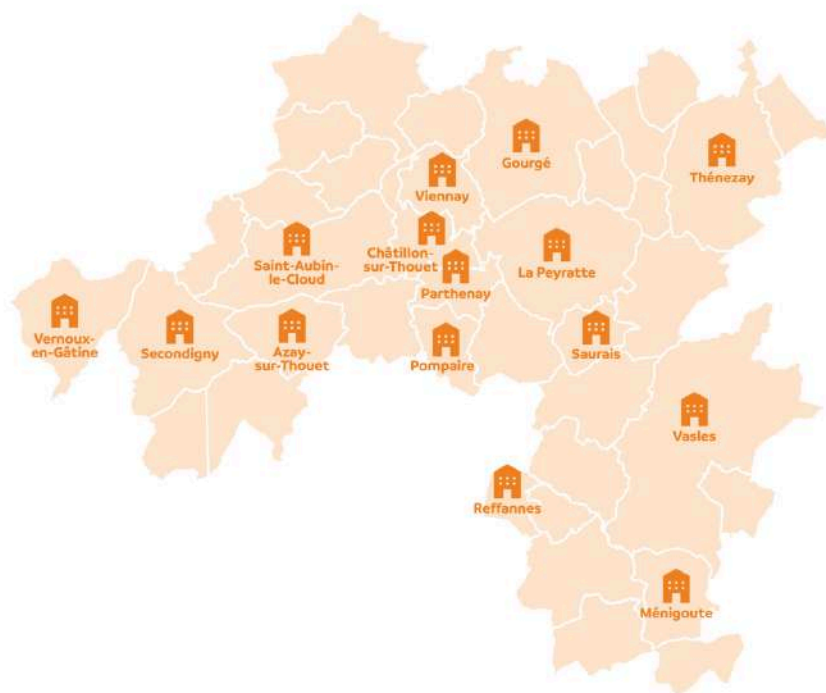 Gourgé
Thénezay
Viennay
Châtillon-
sur-Thouet
Saint-Aubin-
le-Cloud
La Peyratte
Parthenay
Vernoux-
en-Gâtine
Secondigny
Azay-
sur-Thouet
Pompaire
Saurais
Vasles
Reffannes
Ménigoute